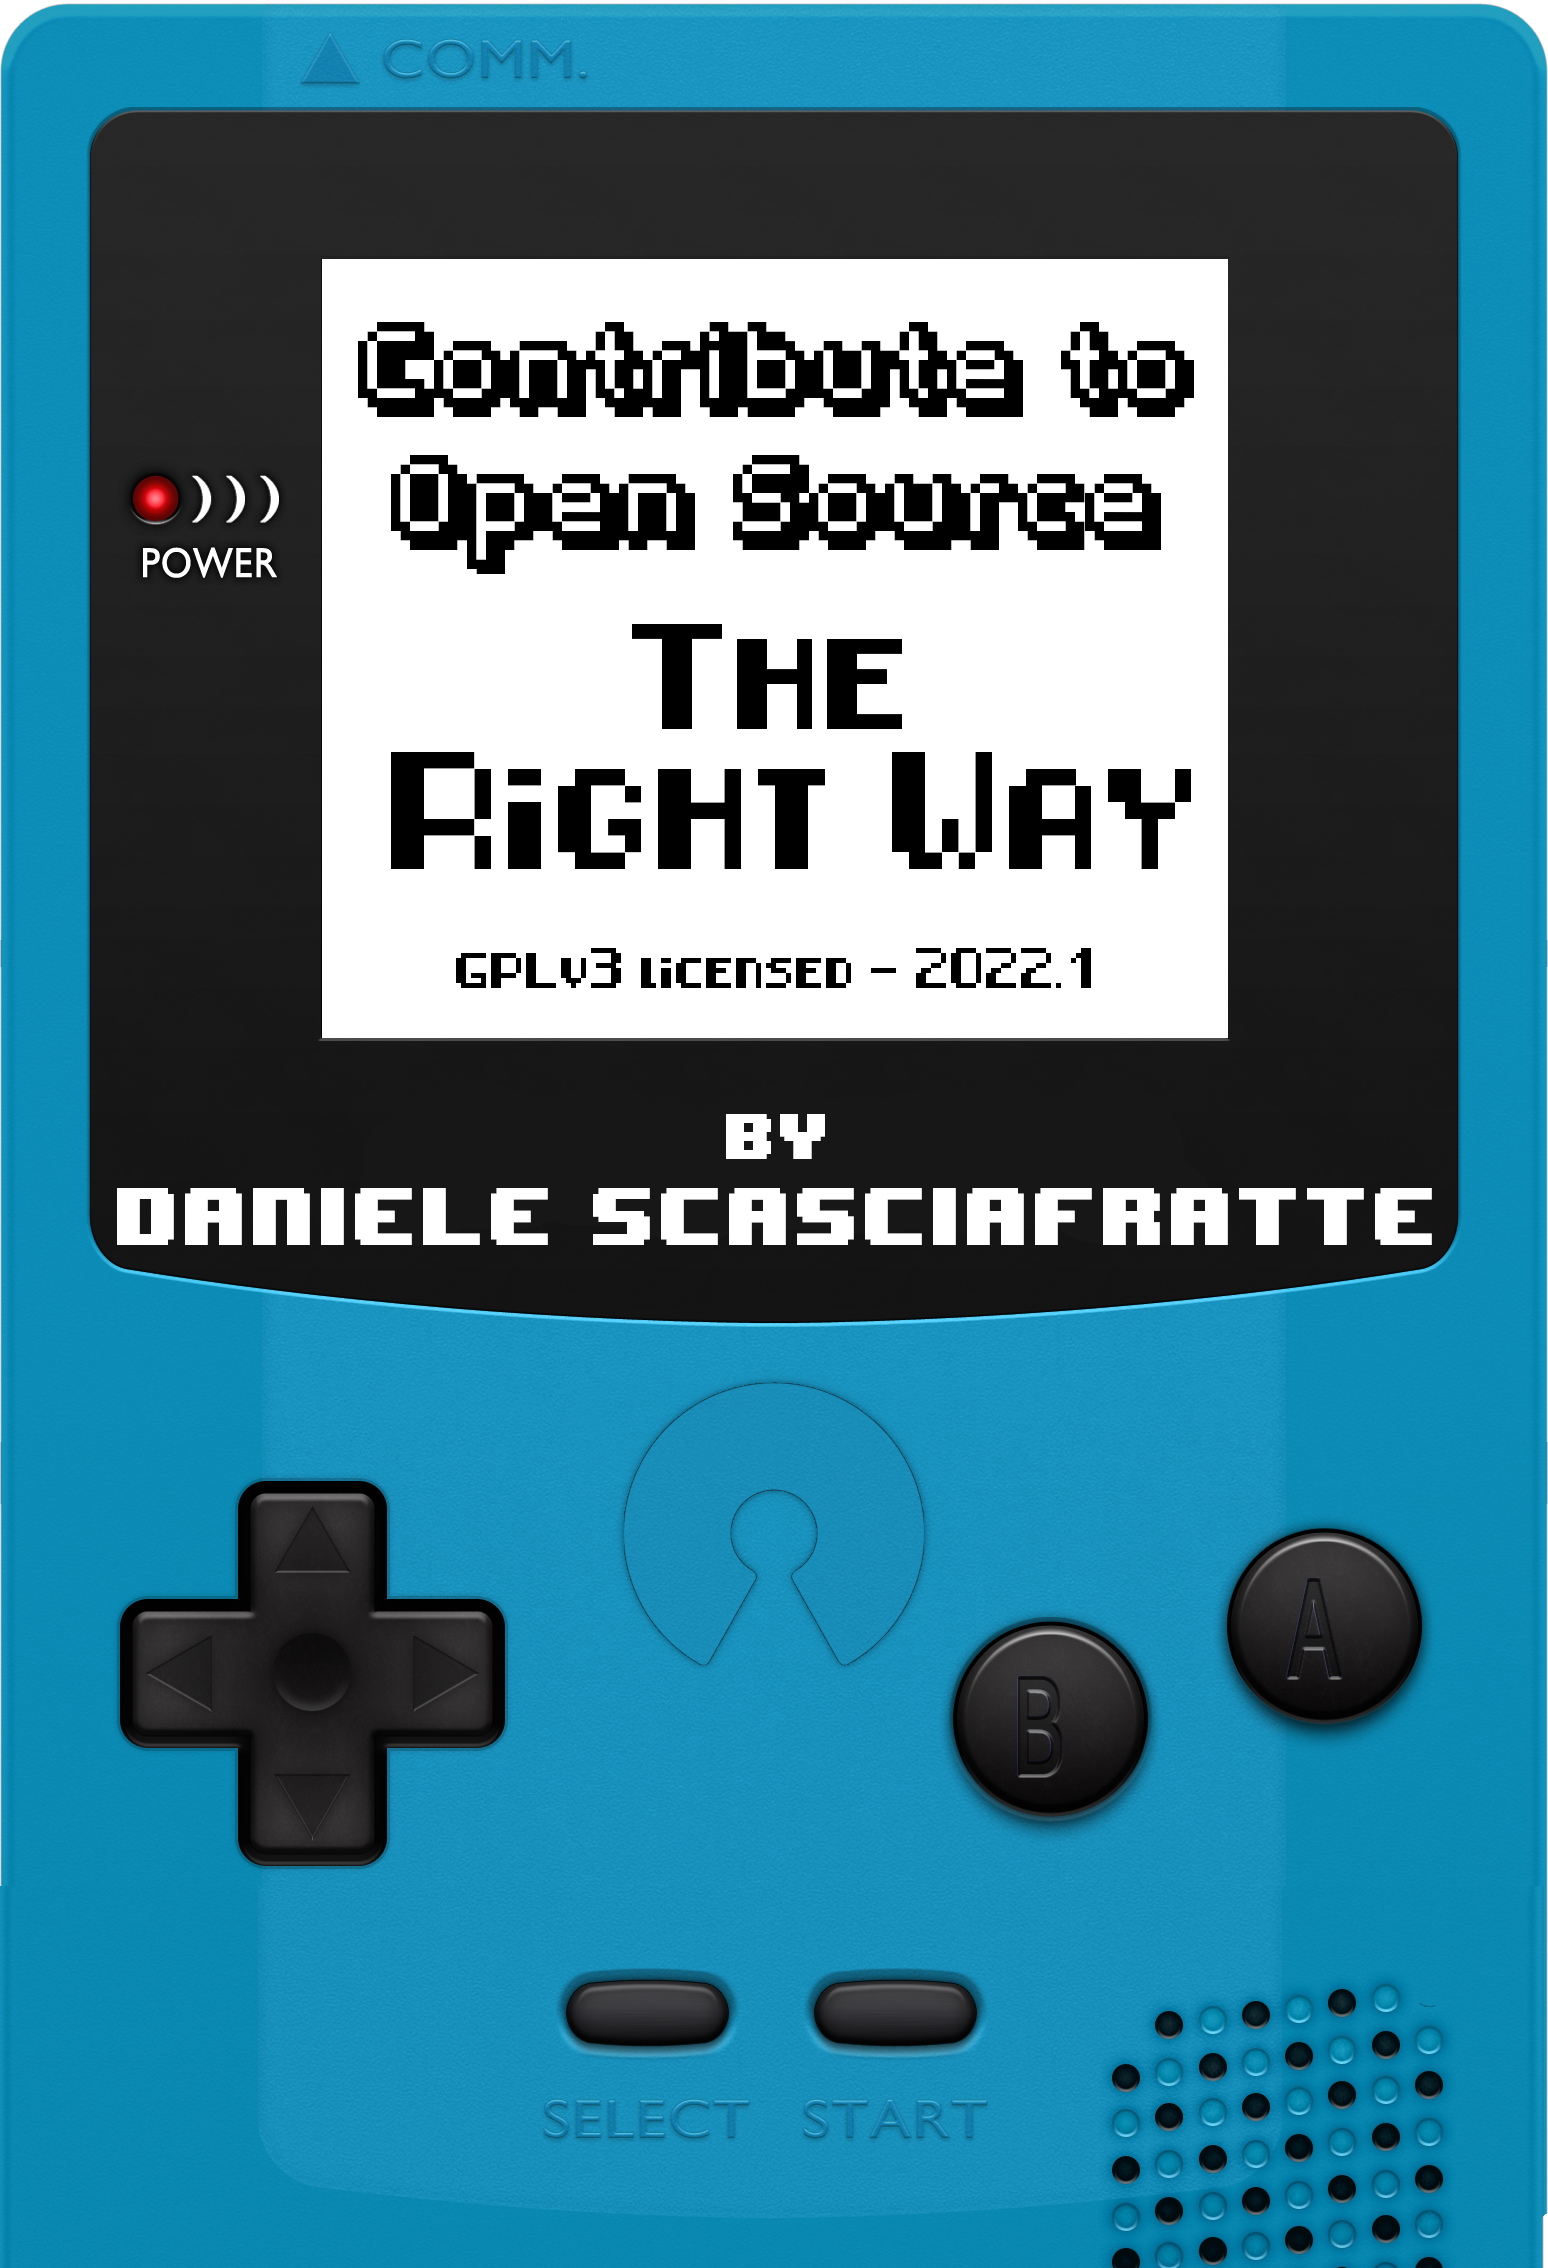 COMM.
Contribute to
Open Source
THE
RiGHT WAY
GPLv3 LiCENSED - 2022.1
POWER
BY
DANIELE SCASCIAFRATTE
A
B
SELECT START